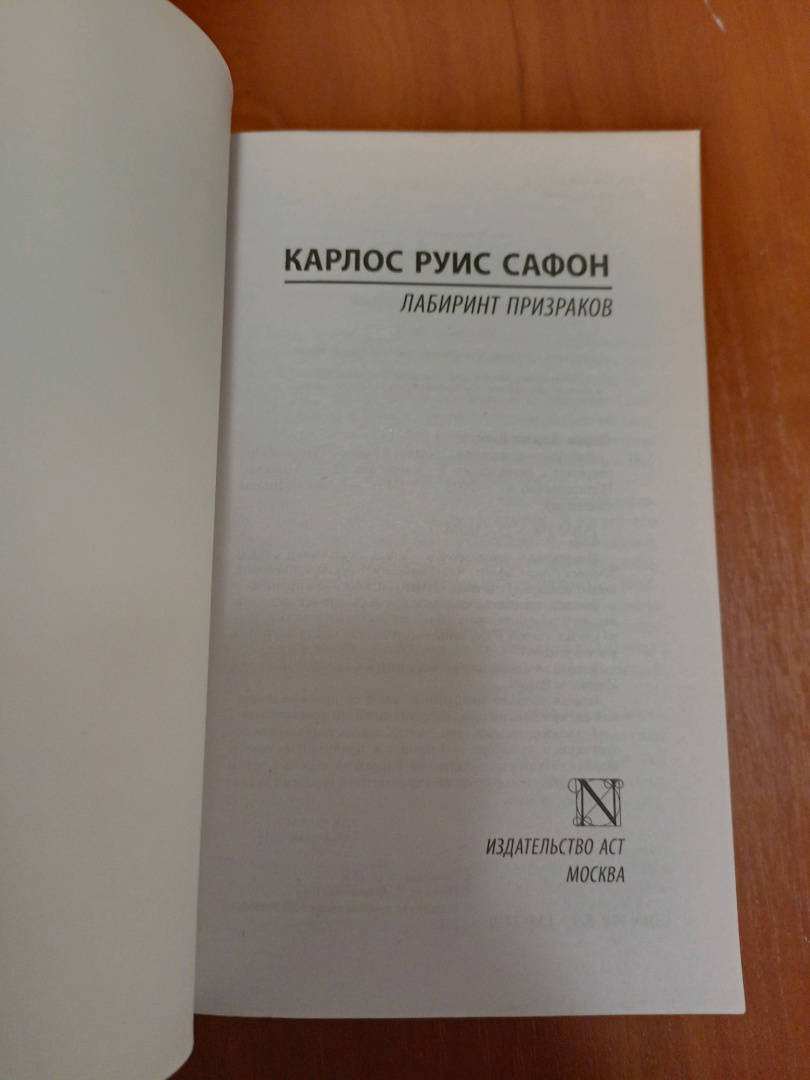 КАРЛОС РУИС САФОН
ЛАБИРИНТ ПРИЗРАКОВ
N
ИЗДАТЕЛЬСТВО АСТ
МОСКВА